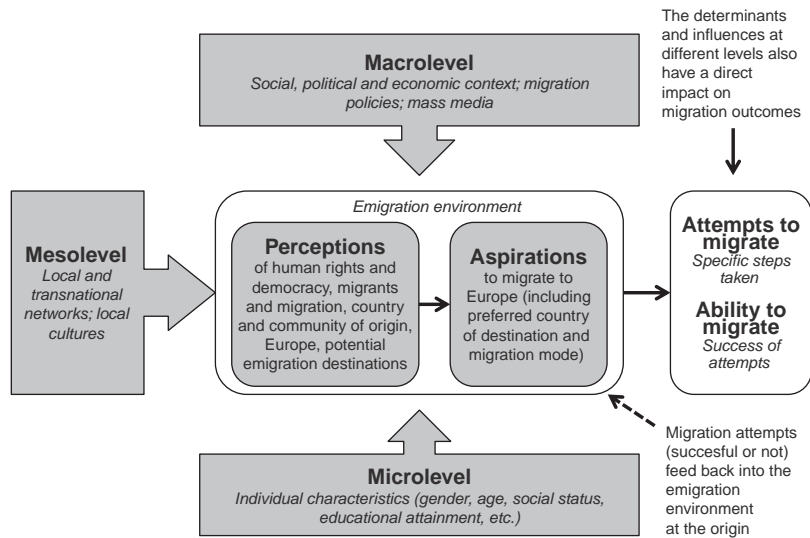 Macrolevel
Social, political and economic context; migration
policies; mass media
The determinants
and influences at
different levels also
have a direct
impact on
migration outcomes
Mesolevel
Local and
transnational
networks; local
cultures
Emigration environment
Perceptions
of human rights and
democracy, migrants
and migration, country
and community of origin,
Europe, potential
emigration destinations
Aspirations
to migrate to
Europe (including
preferred country
of destination and
migration mode)
Attempts to
migrate
Specific steps
taken
Ability to
migrate
Success of
attempts
Microlevel
Individual characteristics (gender, age, social status,
educational attainment, etc.)
Migration attempts
(succesful or not)
feed back into the
emigration
environment
at the origin